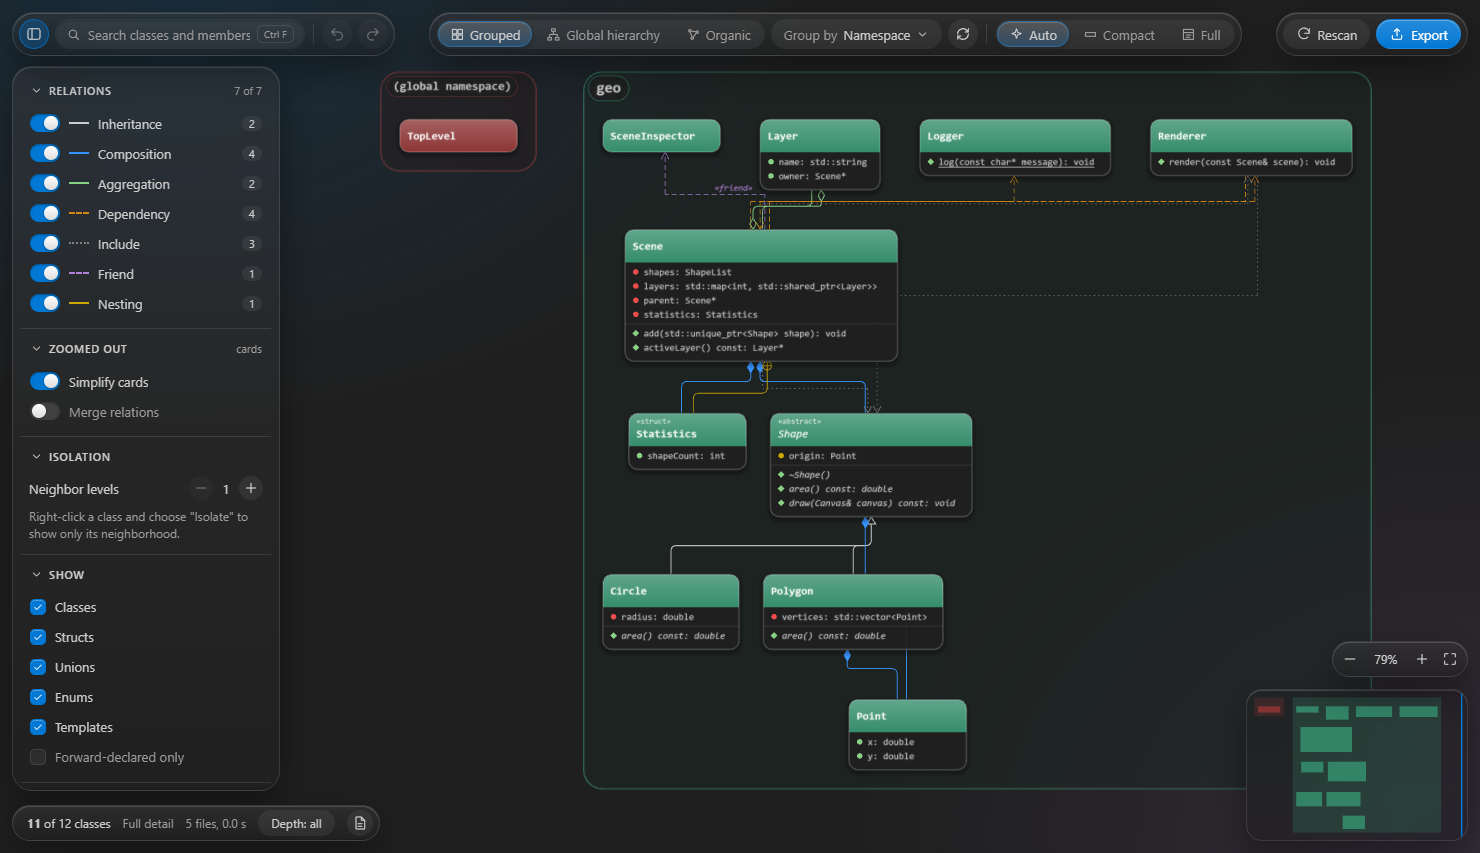 Search classes and members
Ctrl F
Grouped
Global hierarchy
Organic
Group by Namespace
Auto
Compact
Full
Rescan
Export
RELATIONS
7 of 7
Inheritance
2
Composition
4
Aggregation
2
Dependency
4
Include
3
Friend
1
Nesting
1
ZOOMED OUT
cards
Simplify cards
Merge relations
ISOLATION
Neighbor levels
1
Right-click a class and choose "Isolate" to
show only its neighborhood.
SHOW
Classes
Structs
Unions
Enums
Templates
Forward-declared only
11 of 12 classes
Full detail
5 files, 0.0 s
Depth: all
(global namespace)
TopLevel
geo
SceneInspector
Layer
name: std::string
owner: Scene*
Logger
log(const char* message): void
Renderer
render(const Scene& scene): void
«friend»
Scene
shapes: ShapeList
layers: std::map<int, std::shared_ptr<Layer>>
parent: Scene*
statistics: Statistics
add(std::unique_ptr<Shape> shape): void
activeLayer() const: Layer*
«struct»
Statistics
shapeCount: int
«abstract»
Shape
origin: Point
~Shape()
area() const: double
draw(Canvas& canvas) const: void
Circle
radius: double
area() const: double
Polygon
vertices: std::vector<Point>
area() const: double
Point
x: double
y: double
79%